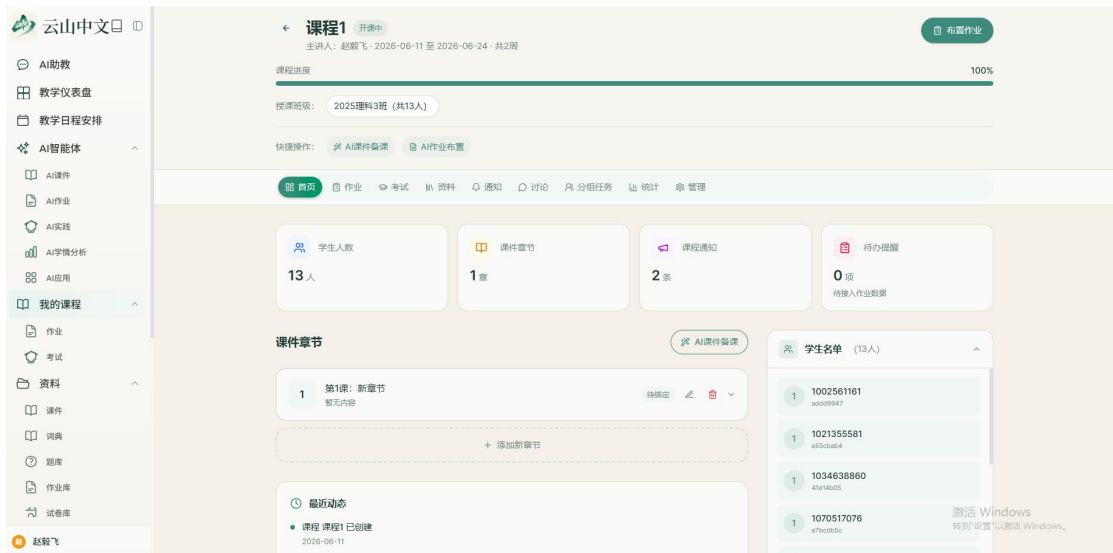 云山中文
AI助教
教学仪表盘
教学日程安排
AI智能体
AI课件
AI作业
AI实践
AI学情分析
AI应用
我的课程
作业
考试
资料
课件
词典
题库
作业库
试卷库
赵
赵毅飞
课程1
开课中
主讲人：赵毅飞 · 2026-06-11 至 2026-06-24 · 共2周
布置作业
课程进度
100%
授课班级：
2025理科3班 (共13人)
快捷操作：
AI课件备课
AI作业布置
首页
作业
考试
资料
通知
讨论
分组任务
统计
管理
学生人数
13 人
课件章节
1 章
课程通知
2 条
待办提醒
0 项
待接入作业数据
课件章节
AI课件备课
1
第1课：新章节
暂无内容
待绑定
+ 添加新章节
最近动态
课程 课程1 已创建
2026-06-11
学生名单 (13人)
1
1002561161
addd9947
1
1021355581
e55cbab4
1
1034638860
41e14b05
1
1070517076
e7bcdb5c
激活 Windows
转到"设置"以激活 Windows。